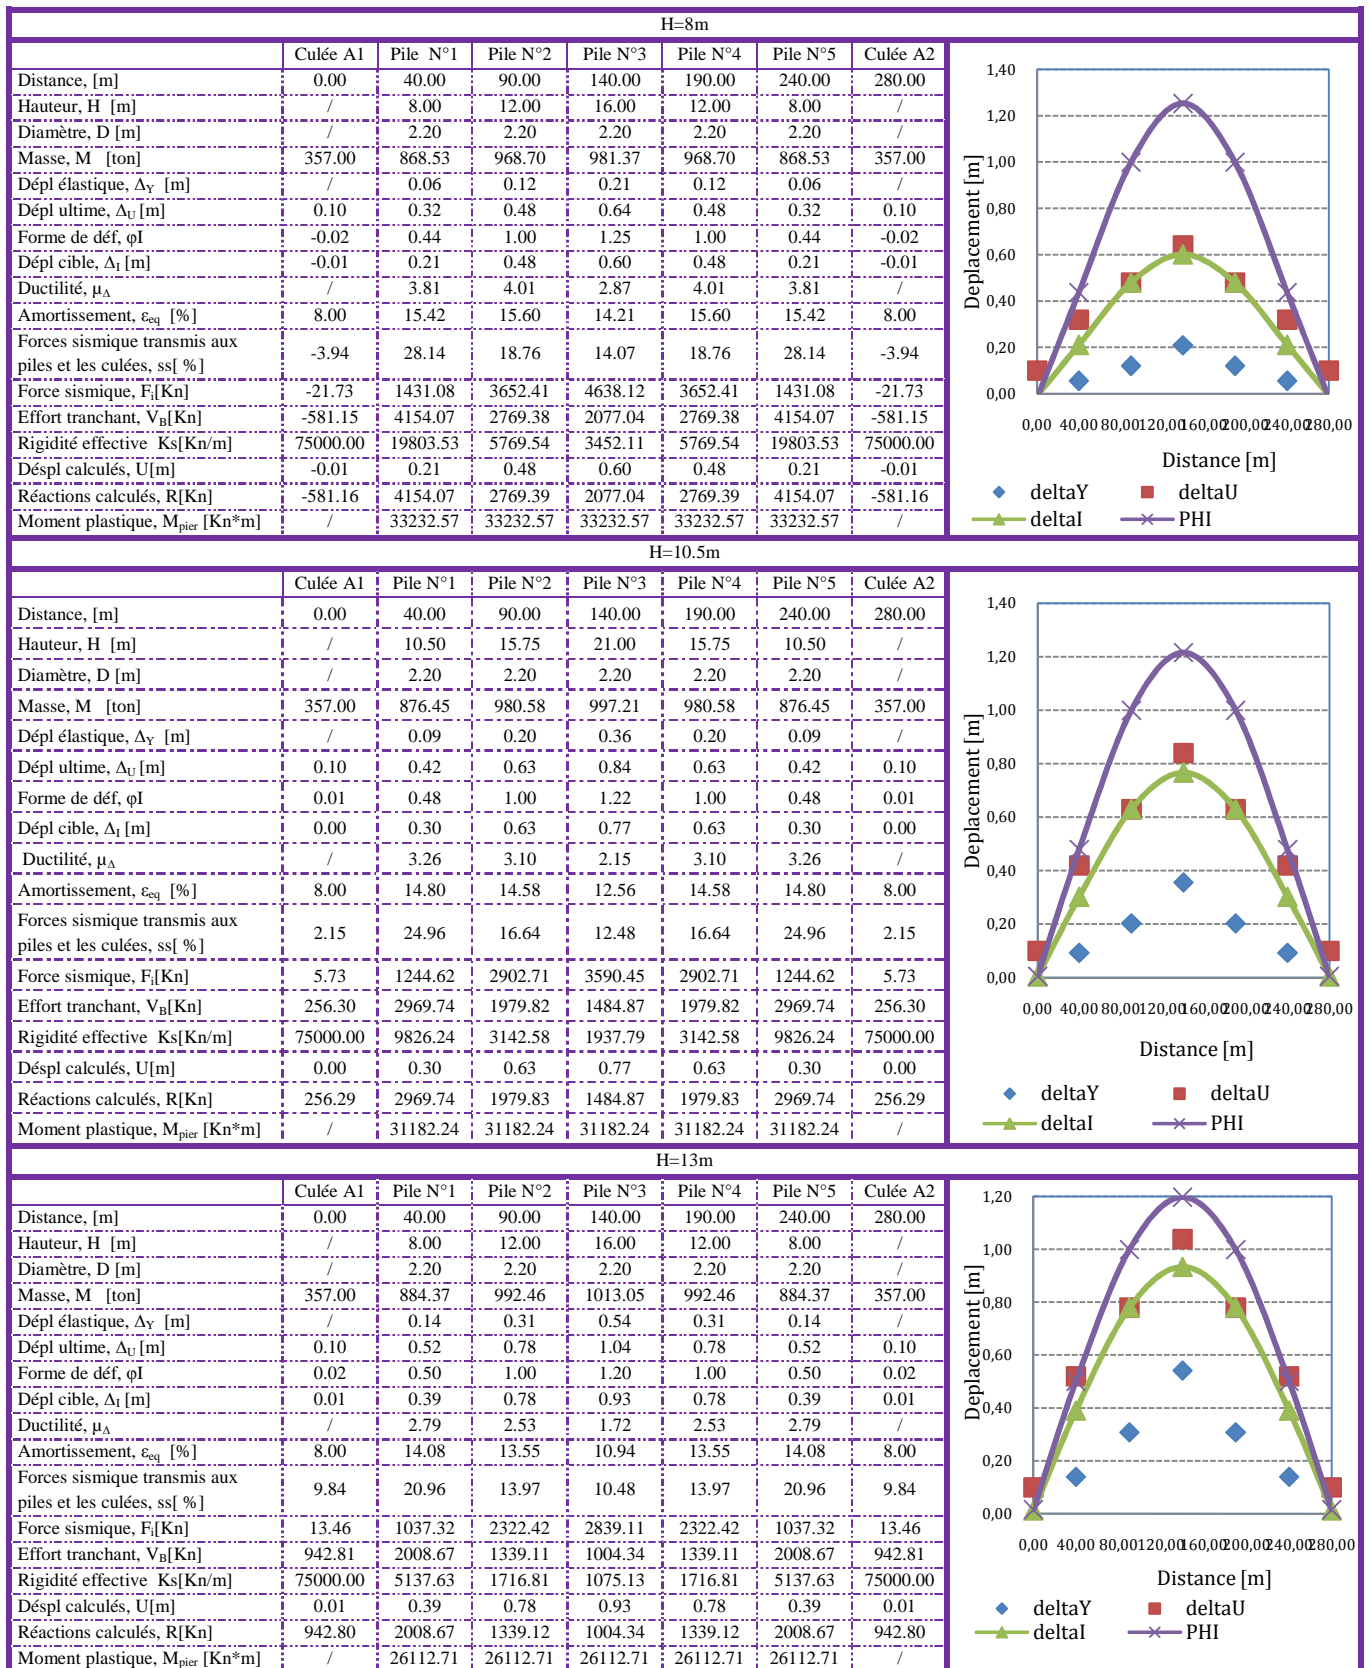 H=8m
Culée A1 Pile N°1 Pile N°2 Pile N°3 Pile N°4 Pile N°5 Culée A2
Distance, [m] 0.00 40.00 90.00 140.00 190.00 240.00 280.00
Hauteur, H [m] / 8.00 12.00 16.00 12.00 8.00 /
Diamètre, D [m] / 2.20 2.20 2.20 2.20 2.20 /
Masse, M [ton] 357.00 868.53 968.70 981.37 968.70 868.53 357.00
Dépl élastique, Δ_Y [m] / 0.06 0.12 0.21 0.12 0.06 /
Dépl ultime, Δ_U [m] 0.10 0.32 0.48 0.64 0.48 0.32 0.10
Forme de déf, φI -0.02 0.44 1.00 1.25 1.00 0.44 -0.02
Dépl cible, Δ_I [m] -0.01 0.21 0.48 0.60 0.48 0.21 -0.01
Ductilité, μ_Δ / 3.81 4.01 2.87 4.01 3.81 /
Amortissement, ε_eq [%] 8.00 15.42 15.60 14.21 15.60 15.42 8.00
Forces sismique transmis aux
piles et les culées, ss[ %] -3.94 28.14 18.76 14.07 18.76 28.14 -3.94
Force sismique, F_i[Kn] -21.73 1431.08 3652.41 4638.12 3652.41 1431.08 -21.73
Effort tranchant, V_B[Kn] -581.15 4154.07 2769.38 2077.04 2769.38 4154.07 -581.15
Rigidité effective Ks[Kn/m] 75000.00 19803.53 5769.54 3452.11 5769.54 19803.53 75000.00
Déspl calculés, U[m] -0.01 0.21 0.48 0.60 0.48 0.21 -0.01
Réactions calculés, R[Kn] -581.16 4154.07 2769.39 2077.04 2769.39 4154.07 -581.16
Moment plastique, M_pier [Kn*m] / 33232.57 33232.57 33232.57 33232.57 33232.57 /
Deplacement [m]
1,40
1,20
1,00
0,80
0,60
0,40
0,20
0,00
0,00 40,00 80,00 120,00 160,00 200,00 240,00 280,00
Distance [m]
deltaY deltaU
deltaI PHI
H=10.5m
Culée A1 Pile N°1 Pile N°2 Pile N°3 Pile N°4 Pile N°5 Culée A2
Distance, [m] 0.00 40.00 90.00 140.00 190.00 240.00 280.00
Hauteur, H [m] / 10.50 15.75 21.00 15.75 10.50 /
Diamètre, D [m] / 2.20 2.20 2.20 2.20 2.20 /
Masse, M [ton] 357.00 876.45 980.58 997.21 980.58 876.45 357.00
Dépl élastique, Δ_Y [m] / 0.09 0.20 0.36 0.20 0.09 /
Dépl ultime, Δ_U [m] 0.10 0.42 0.63 0.84 0.63 0.42 0.10
Forme de déf, φI 0.01 0.48 1.00 1.22 1.00 0.48 0.01
Dépl cible, Δ_I [m] 0.00 0.30 0.63 0.77 0.63 0.30 0.00
Ductilité, μ_Δ / 3.26 3.10 2.15 3.10 3.26 /
Amortissement, ε_eq [%] 8.00 14.80 14.58 12.56 14.58 14.80 8.00
Forces sismique transmis aux
piles et les culées, ss[ %] 2.15 24.96 16.64 12.48 16.64 24.96 2.15
Force sismique, F_i[Kn] 5.73 1244.62 2902.71 3590.45 2902.71 1244.62 5.73
Effort tranchant, V_B[Kn] 256.30 2969.74 1979.82 1484.87 1979.82 2969.74 256.30
Rigidité effective Ks[Kn/m] 75000.00 9826.24 3142.58 1937.79 3142.58 9826.24 75000.00
Déspl calculés, U[m] 0.00 0.30 0.63 0.77 0.63 0.30 0.00
Réactions calculés, R[Kn] 256.29 2969.74 1979.83 1484.87 1979.83 2969.74 256.29
Moment plastique, M_pier [Kn*m] / 31182.24 31182.24 31182.24 31182.24 31182.24 /
Deplacement [m]
1,40
1,20
1,00
0,80
0,60
0,40
0,20
0,00
0,00 40,00 80,00 120,00 160,00 200,00 240,00 280,00
Distance [m]
deltaY deltaU
deltaI PHI
H=13m
Culée A1 Pile N°1 Pile N°2 Pile N°3 Pile N°4 Pile N°5 Culée A2
Distance, [m] 0.00 40.00 90.00 140.00 190.00 240.00 280.00
Hauteur, H [m] / 8.00 12.00 16.00 12.00 8.00 /
Diamètre, D [m] / 2.20 2.20 2.20 2.20 2.20 /
Masse, M [ton] 357.00 884.37 992.46 1013.05 992.46 884.37 357.00
Dépl élastique, Δ_Y [m] / 0.14 0.31 0.54 0.31 0.14 /
Dépl ultime, Δ_U [m] 0.10 0.52 0.78 1.04 0.78 0.52 0.10
Forme de déf, φI 0.02 0.50 1.00 1.20 1.00 0.50 0.02
Dépl cible, Δ_I [m] 0.01 0.39 0.78 0.93 0.78 0.39 0.01
Ductilité, μ_Δ / 2.79 2.53 1.72 2.53 2.79 /
Amortissement, ε_eq [%] 8.00 14.08 13.55 10.94 13.55 14.08 8.00
Forces sismique transmis aux
piles et les culées, ss[ %] 9.84 20.96 13.97 10.48 13.97 20.96 9.84
Force sismique, F_i[Kn] 13.46 1037.32 2322.42 2839.11 2322.42 1037.32 13.46
Effort tranchant, V_B[Kn] 942.81 2008.67 1339.11 1004.34 1339.11 2008.67 942.81
Rigidité effective Ks[Kn/m] 75000.00 5137.63 1716.81 1075.13 1716.81 5137.63 75000.00
Déspl calculés, U[m] 0.01 0.39 0.78 0.93 0.78 0.39 0.01
Réactions calculés, R[Kn] 942.80 2008.67 1339.12 1004.34 1339.12 2008.67 942.80
Moment plastique, M_pier [Kn*m] / 26112.71 26112.71 26112.71 26112.71 26112.71 /
Deplacement [m]
1,20
1,00
0,80
0,60
0,40
0,20
0,00
0,00 40,00 80,00 120,00 160,00 200,00 240,00 280,00
Distance [m]
deltaY deltaU
deltaI PHI